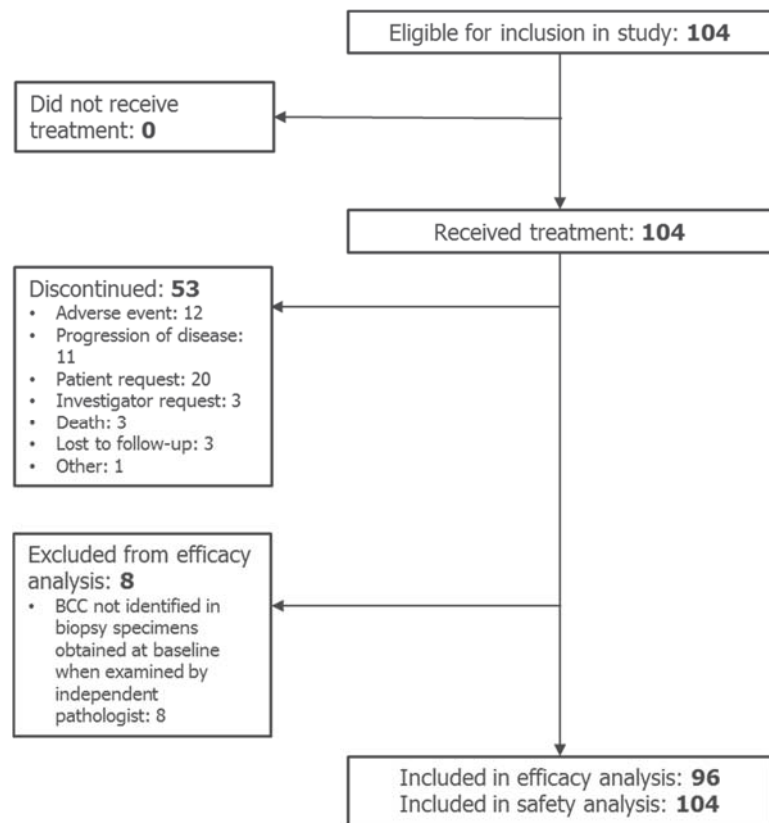 Eligible for inclusion in study: 104
Did not receive
treatment: 0
Received treatment: 104
Discontinued: 53
• Adverse event: 12
• Progression of disease:
11
• Patient request: 20
• Investigator request: 3
• Death: 3
• Lost to follow-up: 3
• Other: 1
Excluded from efficacy
analysis: 8
• BCC not identified in
biopsy specimens
obtained at baseline
when examined by
independent
pathologist: 8
Included in efficacy analysis: 96
Included in safety analysis: 104